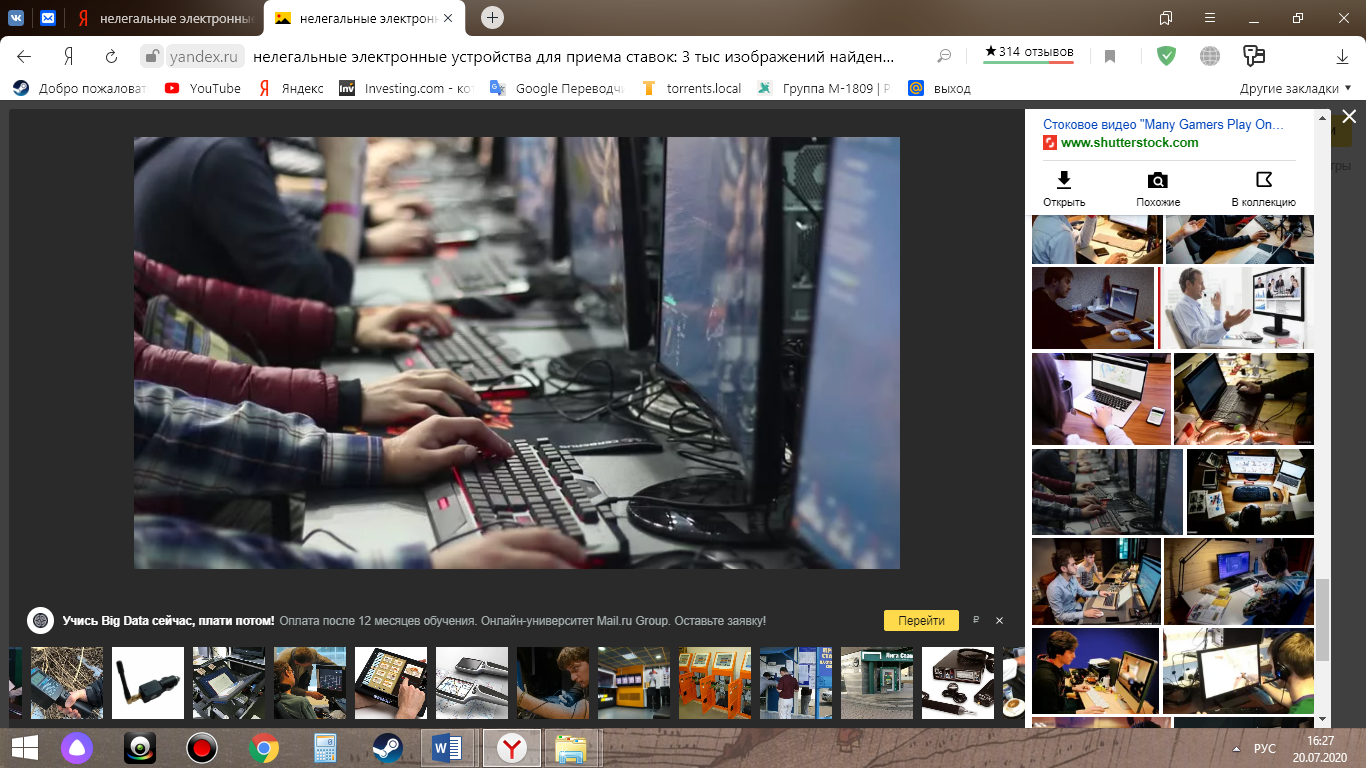 нелегальные электронные
нелегальные электронн
yandex.ru
нелегальные электронные устройства для приема ставок: 3 тыс изображений найден...
★314 отзывов
Добро пожаловат
YouTube
Яндекс
Investing.com - кот
Google Переводчи
torrents.local
Группа М-1809 | Р
выход
Другие закладки
Стоковое видео "Many Gamers Play On...
www.shutterstock.com
Открыть
Похожие
В коллекцию
Учись Big Data сейчас, плати потом! Оплата после 12 месяцев обучения. Онлайн-университет Mail.ru Group. Оставьте заявку!
Перейти
₽
РУС
16:27
20.07.2020